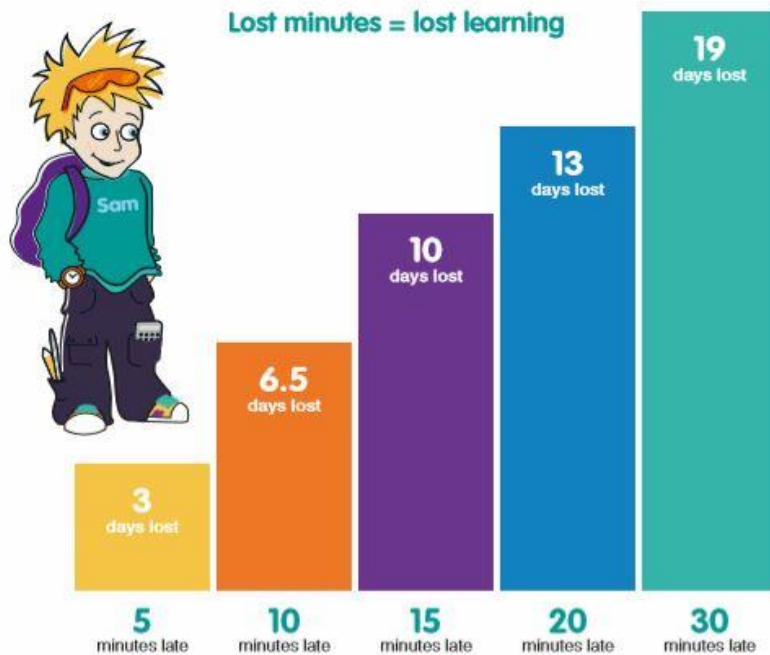 Lost minutes = lost learning
Sam
3
days lost
6.5
days lost
10
days lost
13
days lost
19
days lost
5
minutes late
10
minutes late
15
minutes late
20
minutes late
30
minutes late